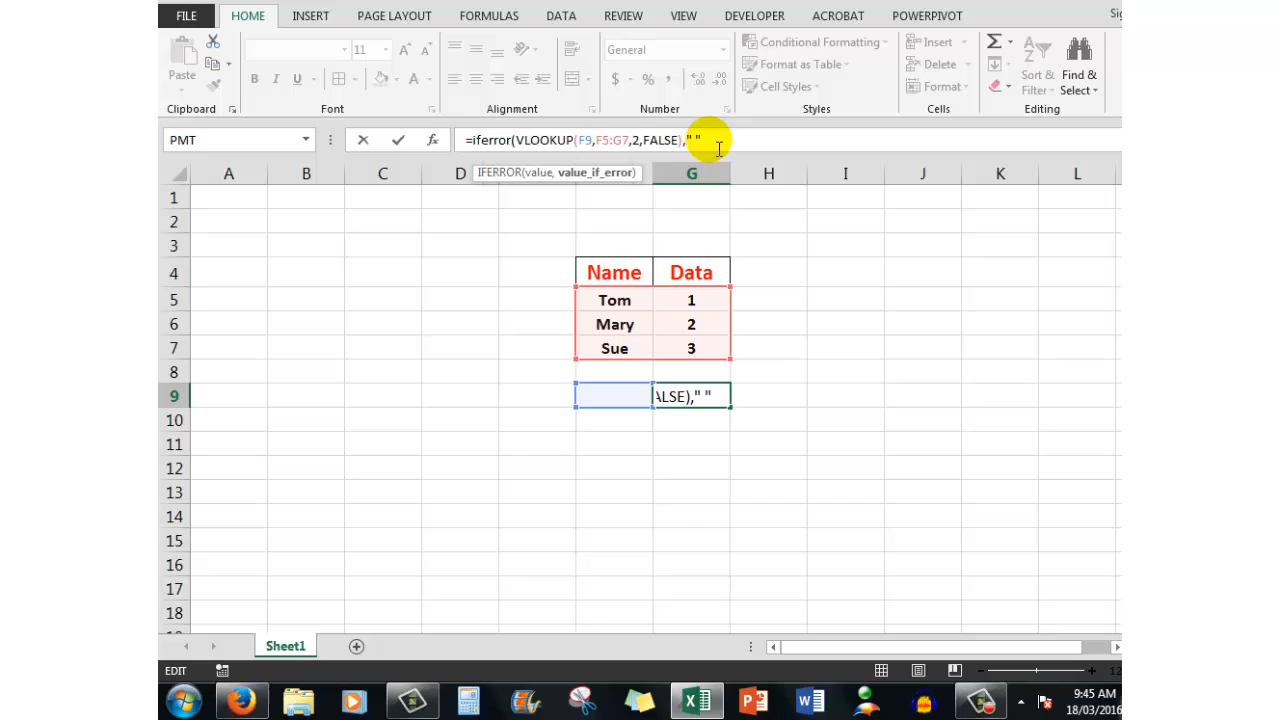 FILE HOME INSERT PAGE LAYOUT FORMULAS DATA REVIEW VIEW DEVELOPER ACROBAT POWERPIVOT
Paste
11 A A
B I U A
General
$ % ,
Conditional Formatting
Format as Table
Cell Styles
Insert
Delete
Format
Σ
Sort & Filter
Find & Select
Clipboard Font Alignment Number Styles Cells Editing
PMT fx =iferror(VLOOKUP(F9,F5:G7,2,FALSE)," "
IFERROR(value, value_if_error)
A B C D G H I J K L
1
2
3
4 Name Data
5 Tom 1
6 Mary 2
7 Sue 3
8
9 ALSE)," "
10
11
12
13
14
15
16
17
18
Sheet1
EDIT
9:45 AM
18/03/2016